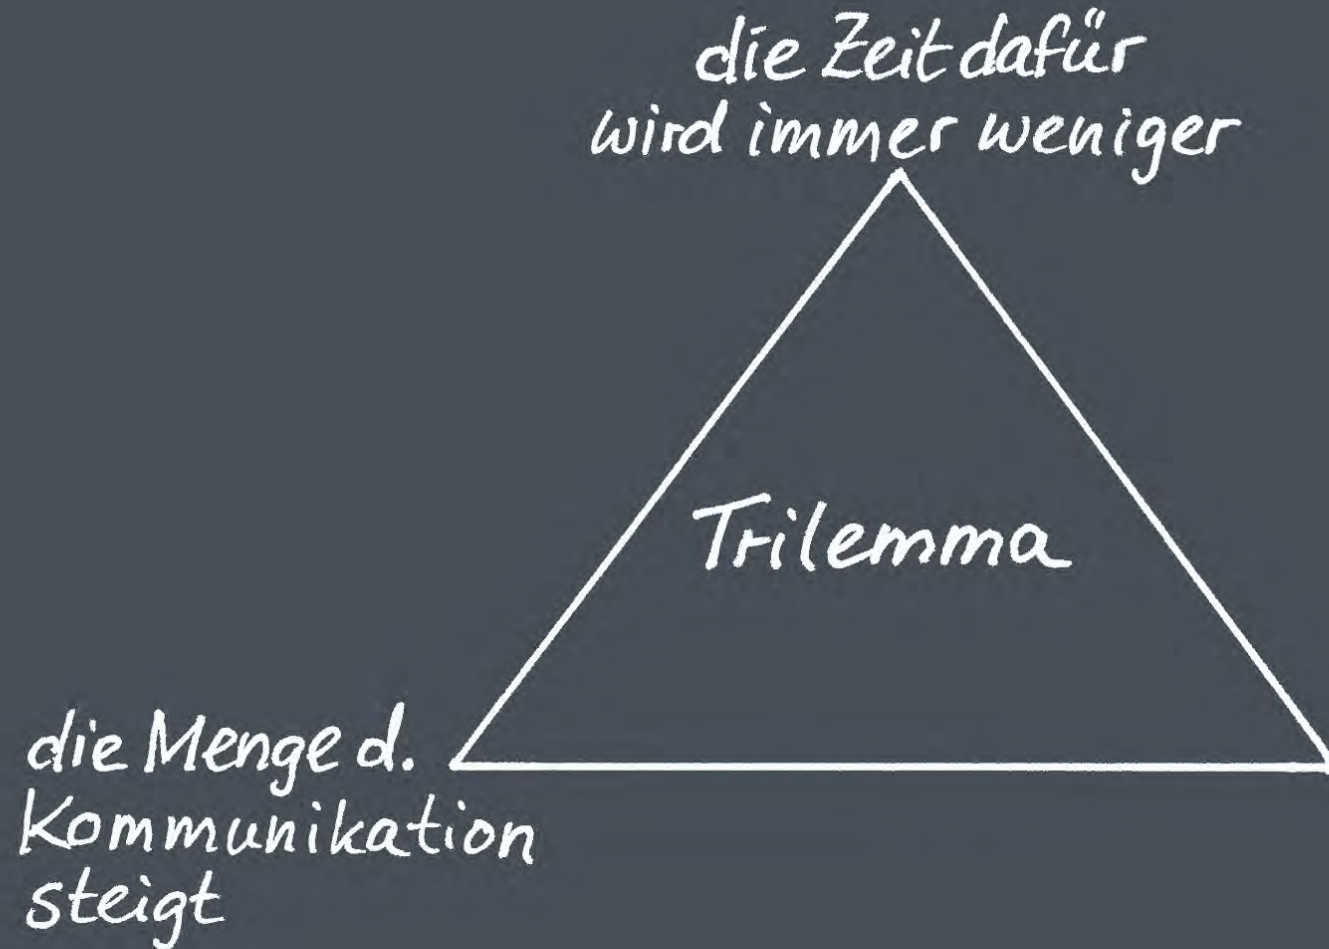 die Zeit dafür
wird immer weniger
Trilemma
die Menge d.
Kommunikation
steigt